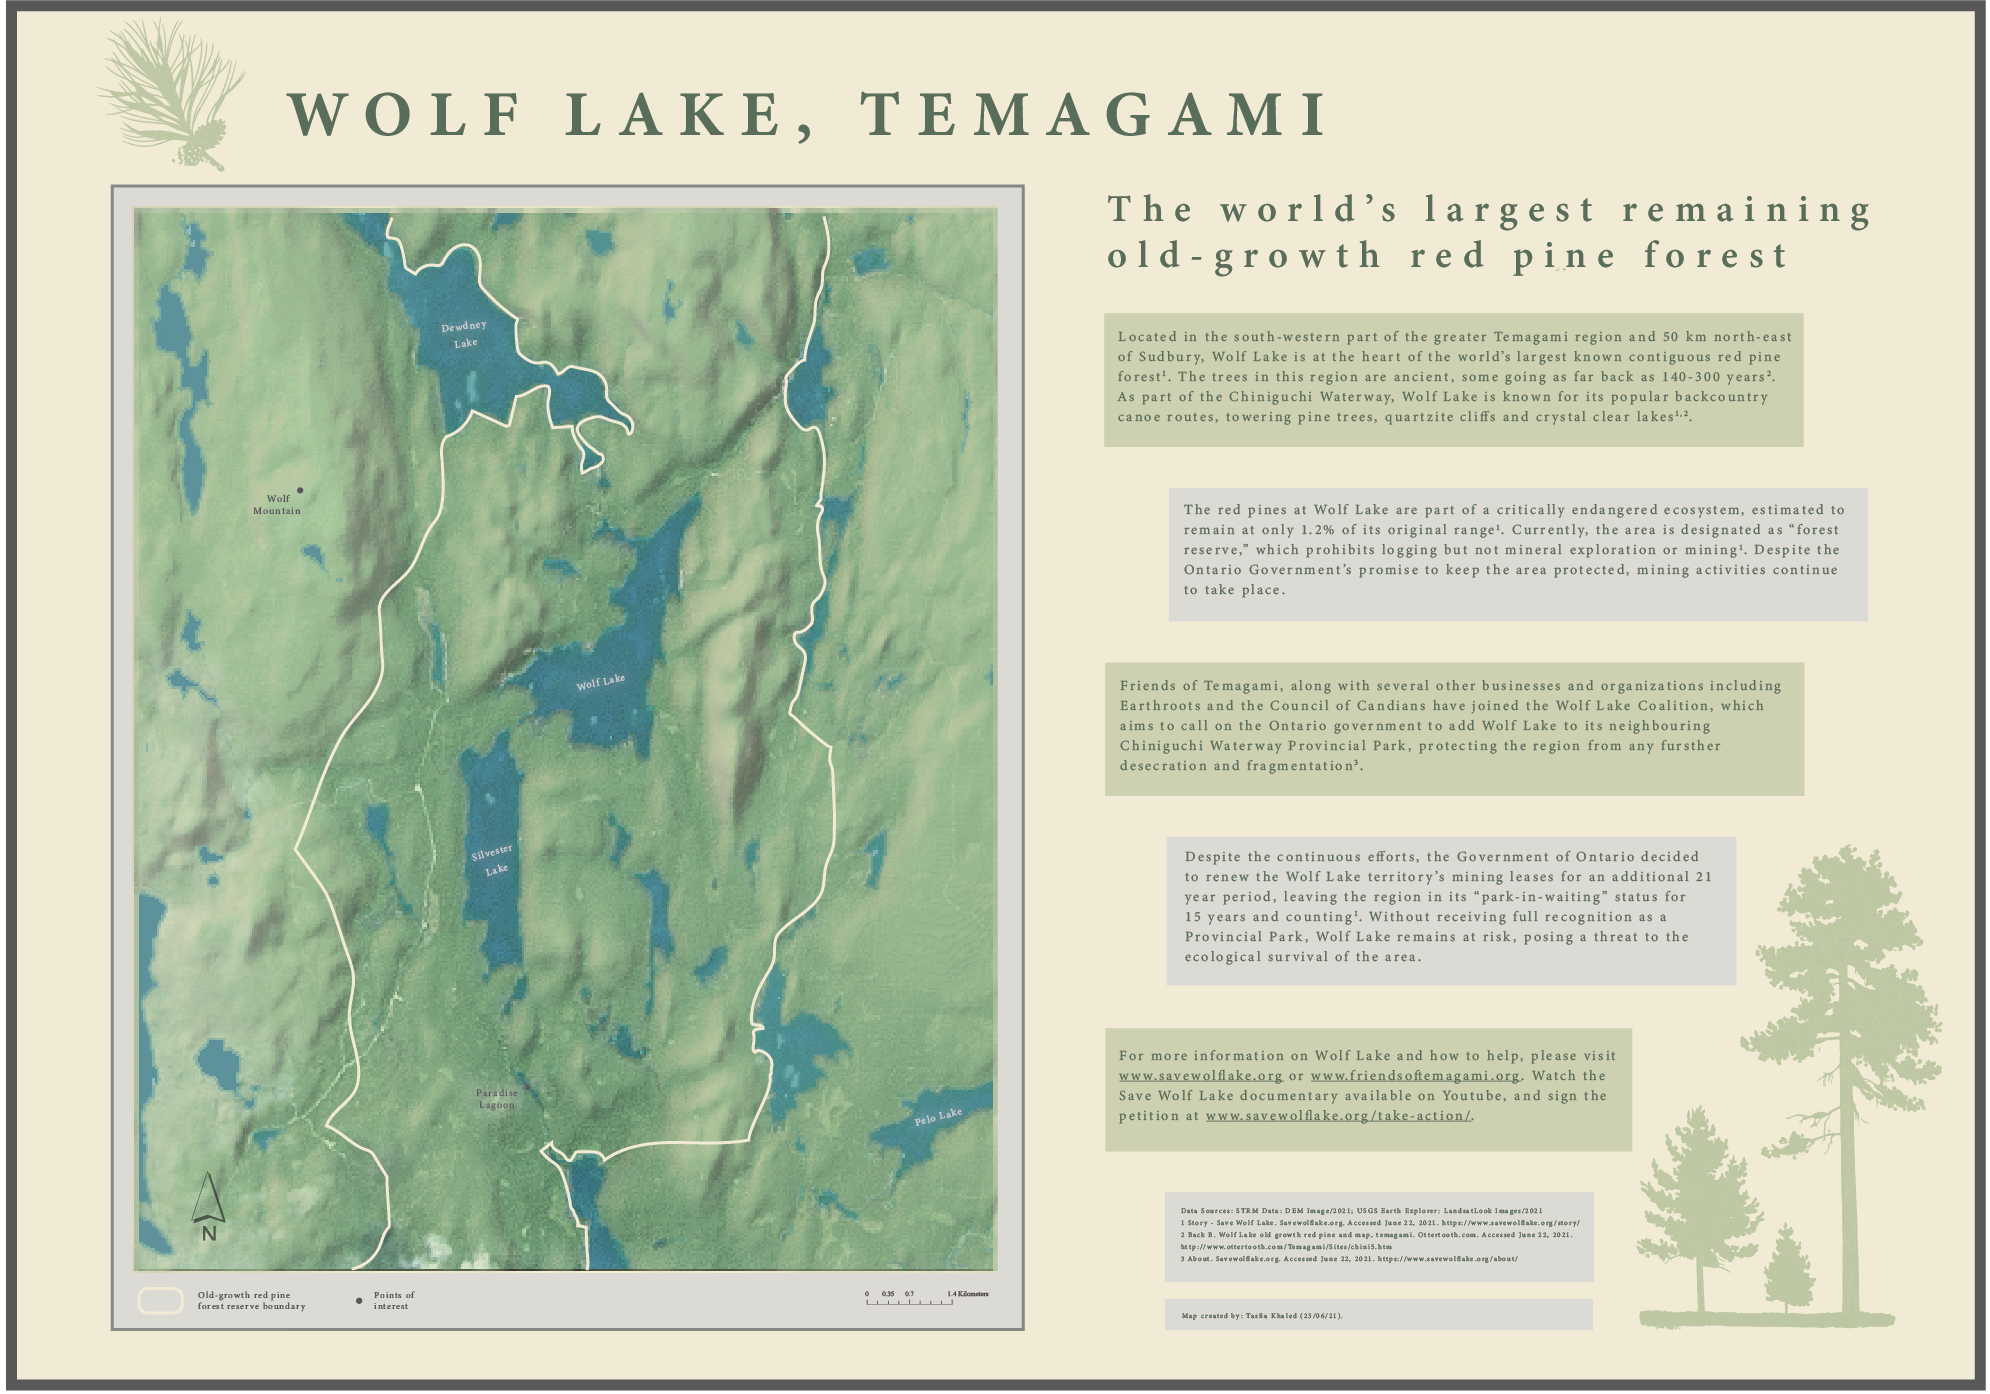 WOLF LAKE, TEMAGAMI
Dewdney
Lake
Wolf
Mountain
Wolf Lake
Silvester
Lake
Paradise
Lagoon
Pelo Lake
N
Old-growth red pine
forest reserve boundary
Points of
interest
0 0.35 0.7 1.4 Kilometers
The world’s largest remaining
old-growth red pine forest
Located in the south-western part of the greater Temagami region and 50 km north-east
of Sudbury, Wolf Lake is at the heart of the world’s largest known contiguous red pine
forest¹. The trees in this region are ancient, some going as far back as 140-300 years².
As part of the Chiniguchi Waterway, Wolf Lake is known for its popular backcountry
canoe routes, towering pine trees, quartzite cliffs and crystal clear lakes¹·².
The red pines at Wolf Lake are part of a critically endangered ecosystem, estimated to
remain at only 1.2% of its original range¹. Currently, the area is designated as “forest
reserve,” which prohibits logging but not mineral exploration or mining¹. Despite the
Ontario Government’s promise to keep the area protected, mining activities continue
to take place.
Friends of Temagami, along with several other businesses and organizations including
Earthroots and the Council of Candians have joined the Wolf Lake Coalition, which
aims to call on the Ontario government to add Wolf Lake to its neighbouring
Chiniguchi Waterway Provincial Park, protecting the region from any fursther
desecration and fragmentation³.
Despite the continuous efforts, the Government of Ontario decided
to renew the Wolf Lake territory’s mining leases for an additional 21
year period, leaving the region in its “park-in-waiting” status for
15 years and counting¹. Without receiving full recognition as a
Provincial Park, Wolf Lake remains at risk, posing a threat to the
ecological survival of the area.
For more information on Wolf Lake and how to help, please visit
www.savewolflake.org or www.friendsoftemagami.org. Watch the
Save Wolf Lake documentary available on Youtube, and sign the
petition at www.savewolflake.org/take-action/.
Data Sources: STRM Data: DEM Image/2021; USGS Earth Explorer: LandsatLook Images/2021
1 Story - Save Wolf Lake. Savewolflake.org. Accessed June 22, 2021. https://www.savewolflake.org/story/
2 Back B. Wolf Lake old growth red pine and map, temagami. Ottertooth.com. Accessed June 22, 2021.
http://www.ottertooth.com/Temagami/Sites/chini5.htm
3 About. Savewolflake.org. Accessed June 22, 2021. https://www.savewolflake.org/about/
Map created by: Tasfia Khaled (23/06/21).